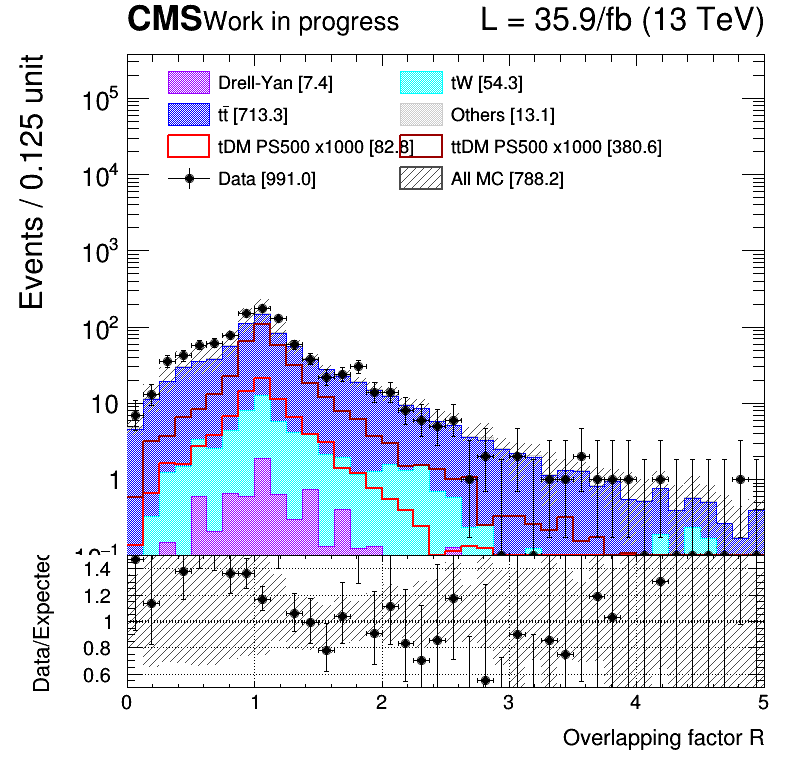 CMS Work in progress L = 35.9/fb (13 TeV)
Events / 0.125 unit
Drell-Yan [7.4] tW [54.3]
tt̄ [713.3] Others [13.1]
tDM PS500 x1000 [82.8] ttDM PS500 x1000 [380.6]
Data [991.0] All MC [788.2]
10⁵
10⁴
10³
10²
10
1
10⁻¹
Data/Expected
1.4
1.2
1
0.8
0.6
0 1 2 3 4 5
Overlapping factor R